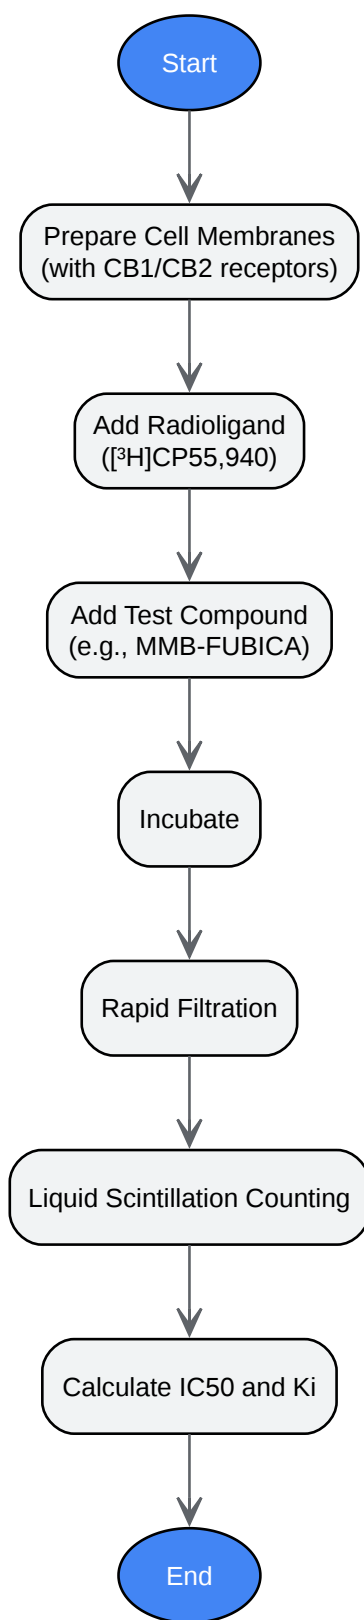 Start
Prepare Cell Membranes
(with CB1/CB2 receptors)
Add Radioligand
([³H]CP55,940)
Add Test Compound
(e.g., MMB-FUBICA)
Incubate
Rapid Filtration
Liquid Scintillation Counting
Calculate IC50 and Ki
End